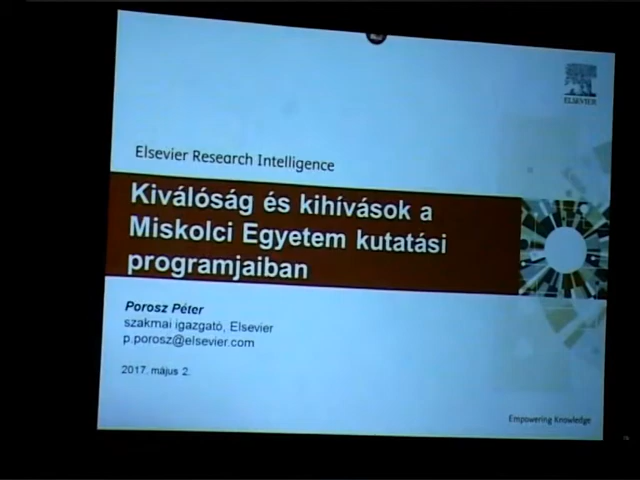 ELSEVIER
Elsevier Research Intelligence
Kiválóság és kihívások a
Miskolci Egyetem kutatási
programjaiban
Porosz Péter
szakmai igazgató, Elsevier
p.porosz@elsevier.com
2017. május 2.
Empowering Knowledge